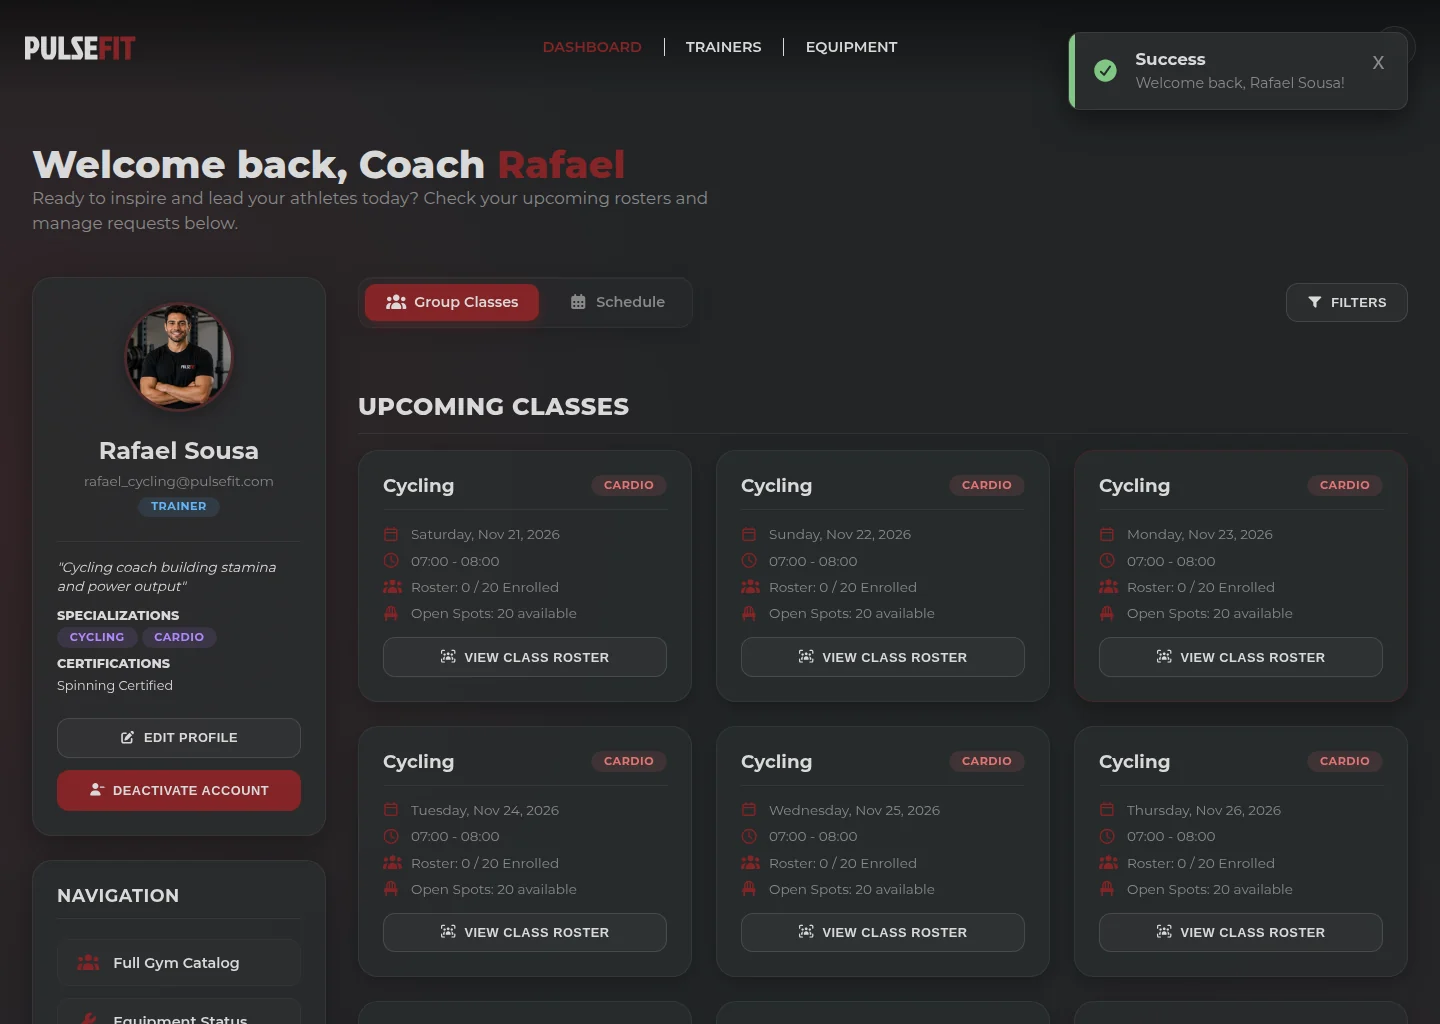 PULSEFIT
DASHBOARD
TRAINERS
EQUIPMENT
Success
Welcome back, Rafael Sousa!
X
Welcome back, Coach Rafael
Ready to inspire and lead your athletes today? Check your upcoming rosters and
manage requests below.
Rafael Sousa
rafael_cycling@pulsefit.com
TRAINER
"Cycling coach building stamina
and power output"
SPECIALIZATIONS
CYCLING
CARDIO
CERTIFICATIONS
Spinning Certified
EDIT PROFILE
DEACTIVATE ACCOUNT
NAVIGATION
Full Gym Catalog
Equipment Status
Group Classes
Schedule
FILTERS
UPCOMING CLASSES
Cycling
CARDIO
Saturday, Nov 21, 2026
07:00 - 08:00
Roster: 0 / 20 Enrolled
Open Spots: 20 available
VIEW CLASS ROSTER
Cycling
CARDIO
Sunday, Nov 22, 2026
07:00 - 08:00
Roster: 0 / 20 Enrolled
Open Spots: 20 available
VIEW CLASS ROSTER
Cycling
CARDIO
Monday, Nov 23, 2026
07:00 - 08:00
Roster: 0 / 20 Enrolled
Open Spots: 20 available
VIEW CLASS ROSTER
Cycling
CARDIO
Tuesday, Nov 24, 2026
07:00 - 08:00
Roster: 0 / 20 Enrolled
Open Spots: 20 available
VIEW CLASS ROSTER
Cycling
CARDIO
Wednesday, Nov 25, 2026
07:00 - 08:00
Roster: 0 / 20 Enrolled
Open Spots: 20 available
VIEW CLASS ROSTER
Cycling
CARDIO
Thursday, Nov 26, 2026
07:00 - 08:00
Roster: 0 / 20 Enrolled
Open Spots: 20 available
VIEW CLASS ROSTER